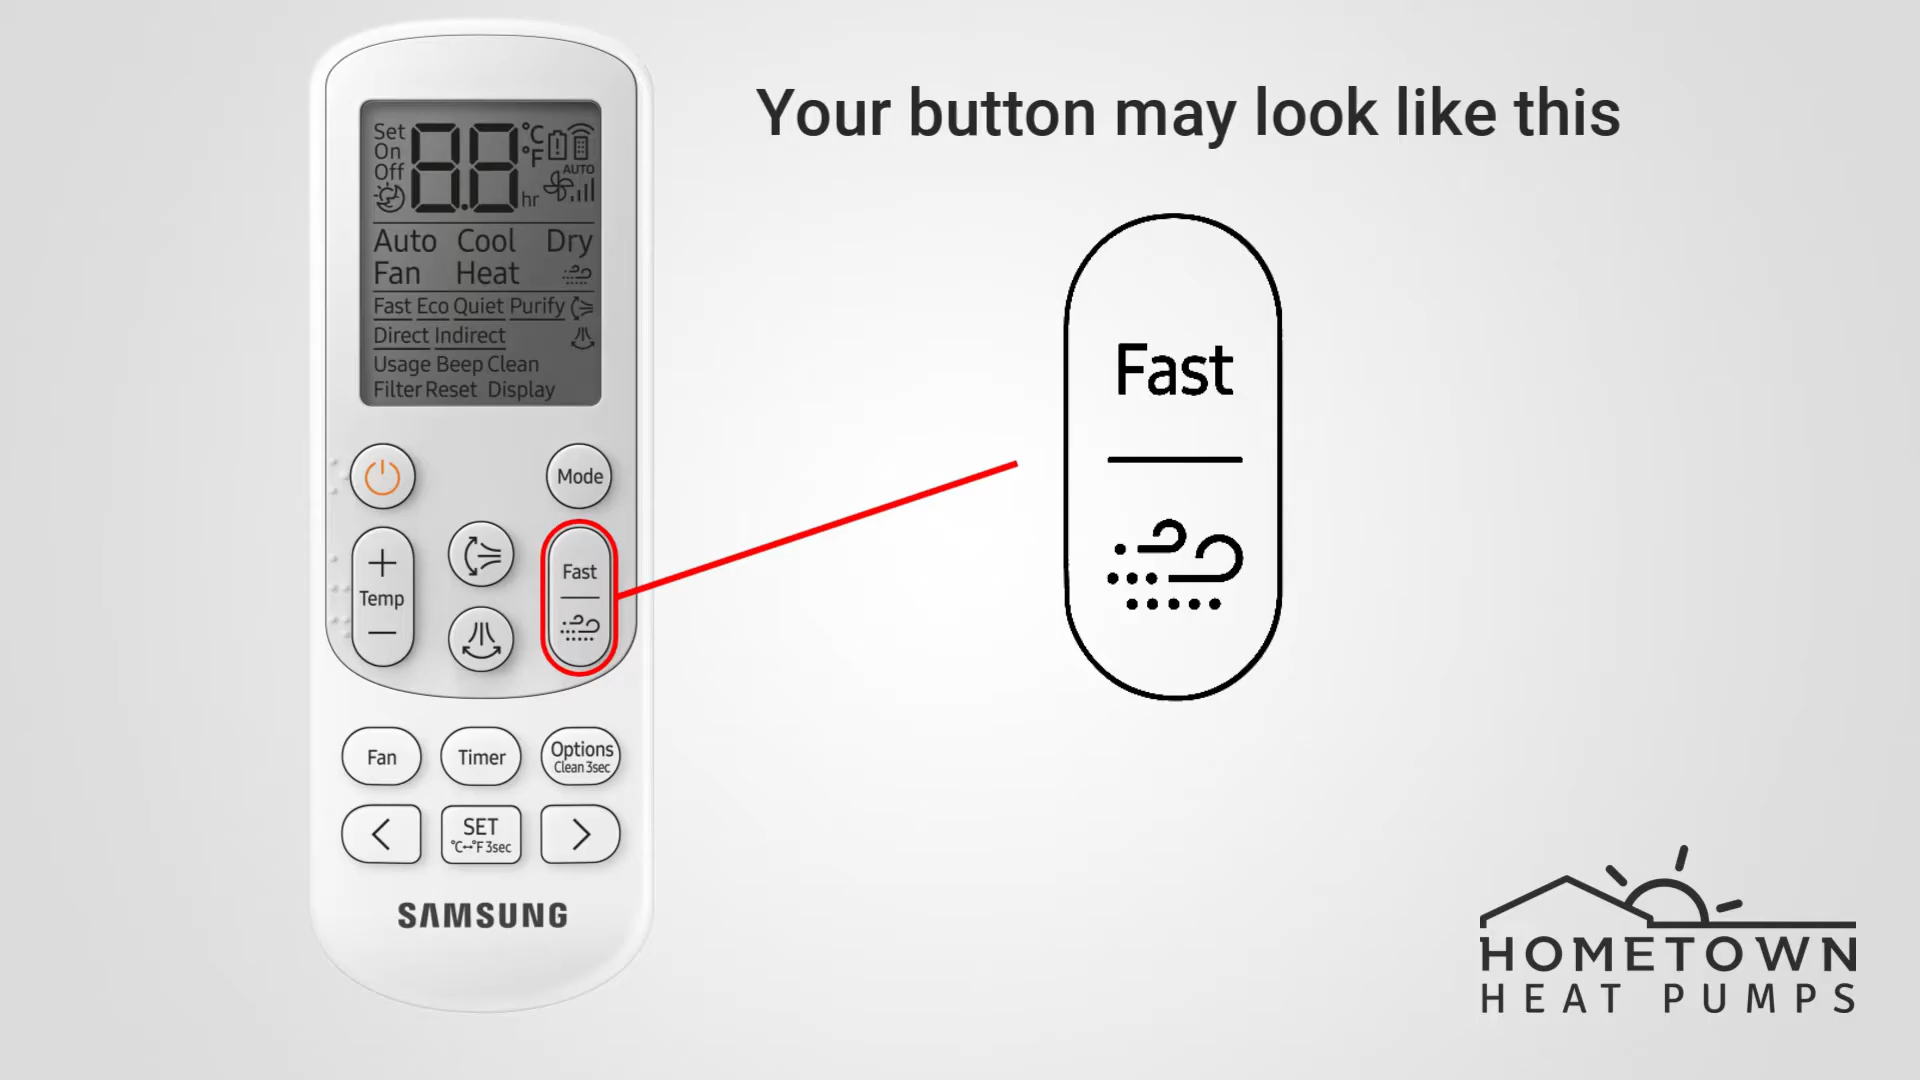 Your button may look like this
Set
On
Off
8.8
°C
°F
hr
AUTO
Auto Cool Dry
Fan Heat
Fast Eco Quiet Purify
Direct Indirect
Usage Beep Clean
Filter Reset Display
Mode
+
Temp
−
Fast
Fan
Timer
Options
Clean 3sec
<
SET
°C↔°F 3sec
>
SAMSUNG
Fast
HOMETOWN
HEAT PUMPS